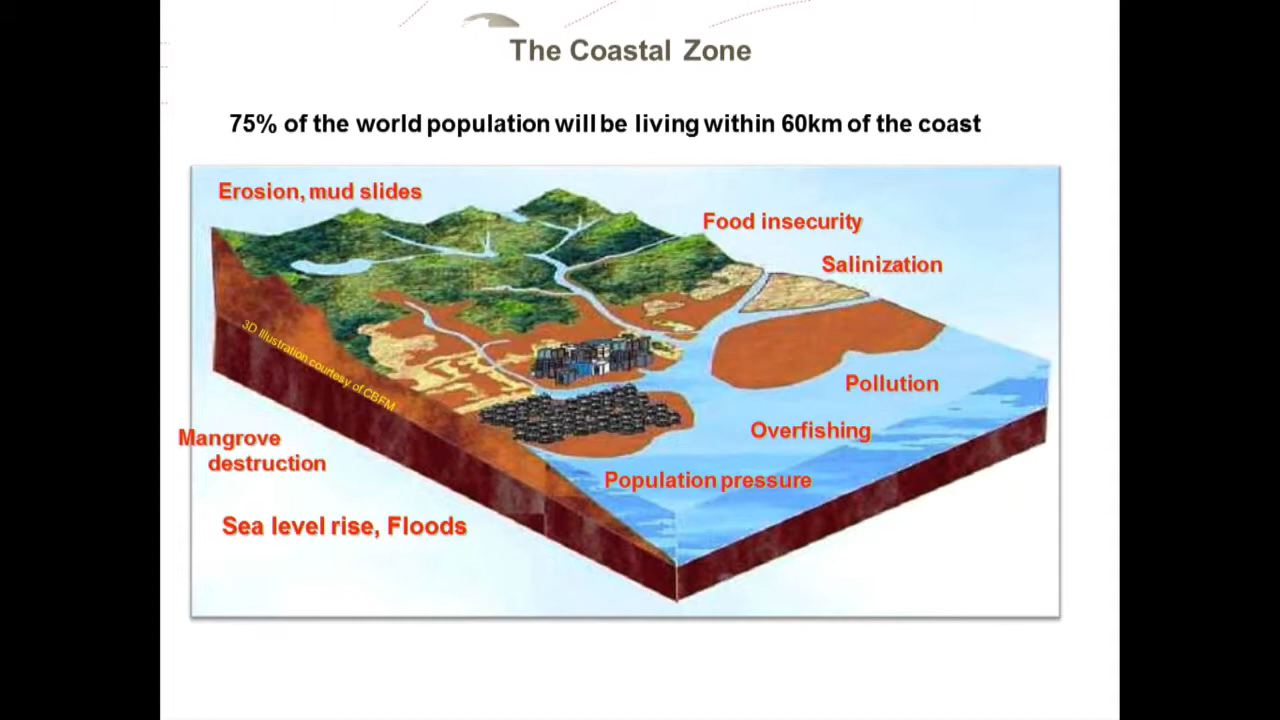 The Coastal Zone
75% of the world population will be living within 60km of the coast
Erosion, mud slides
Food insecurity
Salinization
3D Illustration courtesy of CBFM
Pollution
Overfishing
Mangrove
destruction
Population pressure
Sea level rise, Floods